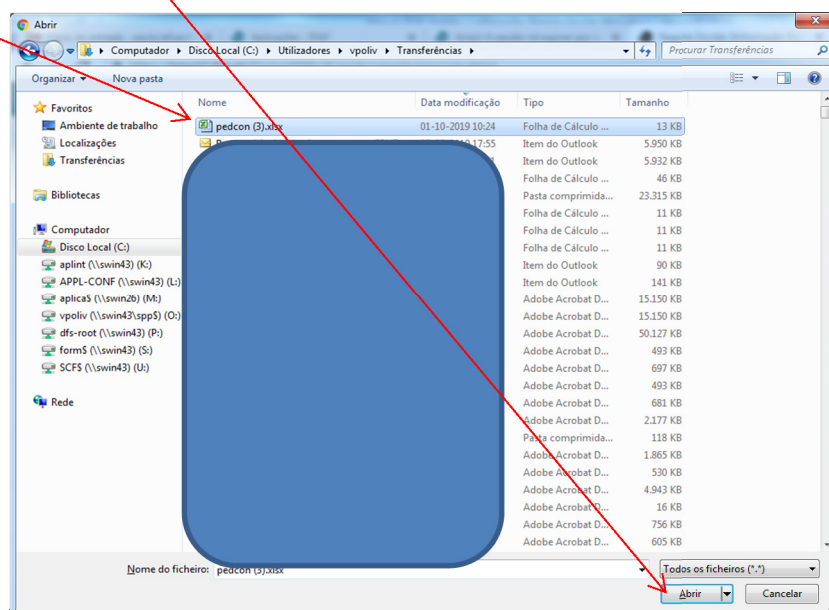 Abrir
Computador ▸ Disco Local (C:) ▸ Utilizadores ▸ vpoliv ▸ Transferências ▸
Procurar Transferências
Organizar Nova pasta
Nome Data modificação Tipo Tamanho
Favoritos
Ambiente de trabalho
Localizações
Transferências
Bibliotecas
Computador
Disco Local (C:)
aplint (\\swin43) (K:)
APPL-CONF (\\swin43) (L:)
aplica$ (\\swin26) (M:)
vpoliv (\\swin43\spp$) (O:)
dfs-root (\\swin43) (P:)
form$ (\\swin43) (S:)
SCF$ (\\swin43) (U:)
Rede
pedcon (3).xlsx 01-10-2019 10:24 Folha de Cálculo ... 13 KB
17:55 Item do Outlook 5.950 KB
Item do Outlook 5.932 KB
Folha de Cálculo ... 46 KB
Pasta comprimida... 23.315 KB
Folha de Cálculo ... 11 KB
Folha de Cálculo ... 11 KB
Folha de Cálculo ... 11 KB
Item do Outlook 90 KB
Item do Outlook 141 KB
Adobe Acrobat D... 15.150 KB
Adobe Acrobat D... 15.150 KB
Adobe Acrobat D... 50.127 KB
Adobe Acrobat D... 493 KB
Adobe Acrobat D... 697 KB
Adobe Acrobat D... 493 KB
Adobe Acrobat D... 681 KB
Adobe Acrobat D... 2.177 KB
Pasta comprimida... 118 KB
Adobe Acrobat D... 1.865 KB
Adobe Acrobat D... 530 KB
Adobe Acrobat D... 4.943 KB
Adobe Acrobat D... 16 KB
Adobe Acrobat D... 756 KB
Adobe Acrobat D... 605 KB
Nome do ficheiro: pedcon (3).xlsx Todos os ficheiros (*.*)
Abrir Cancelar